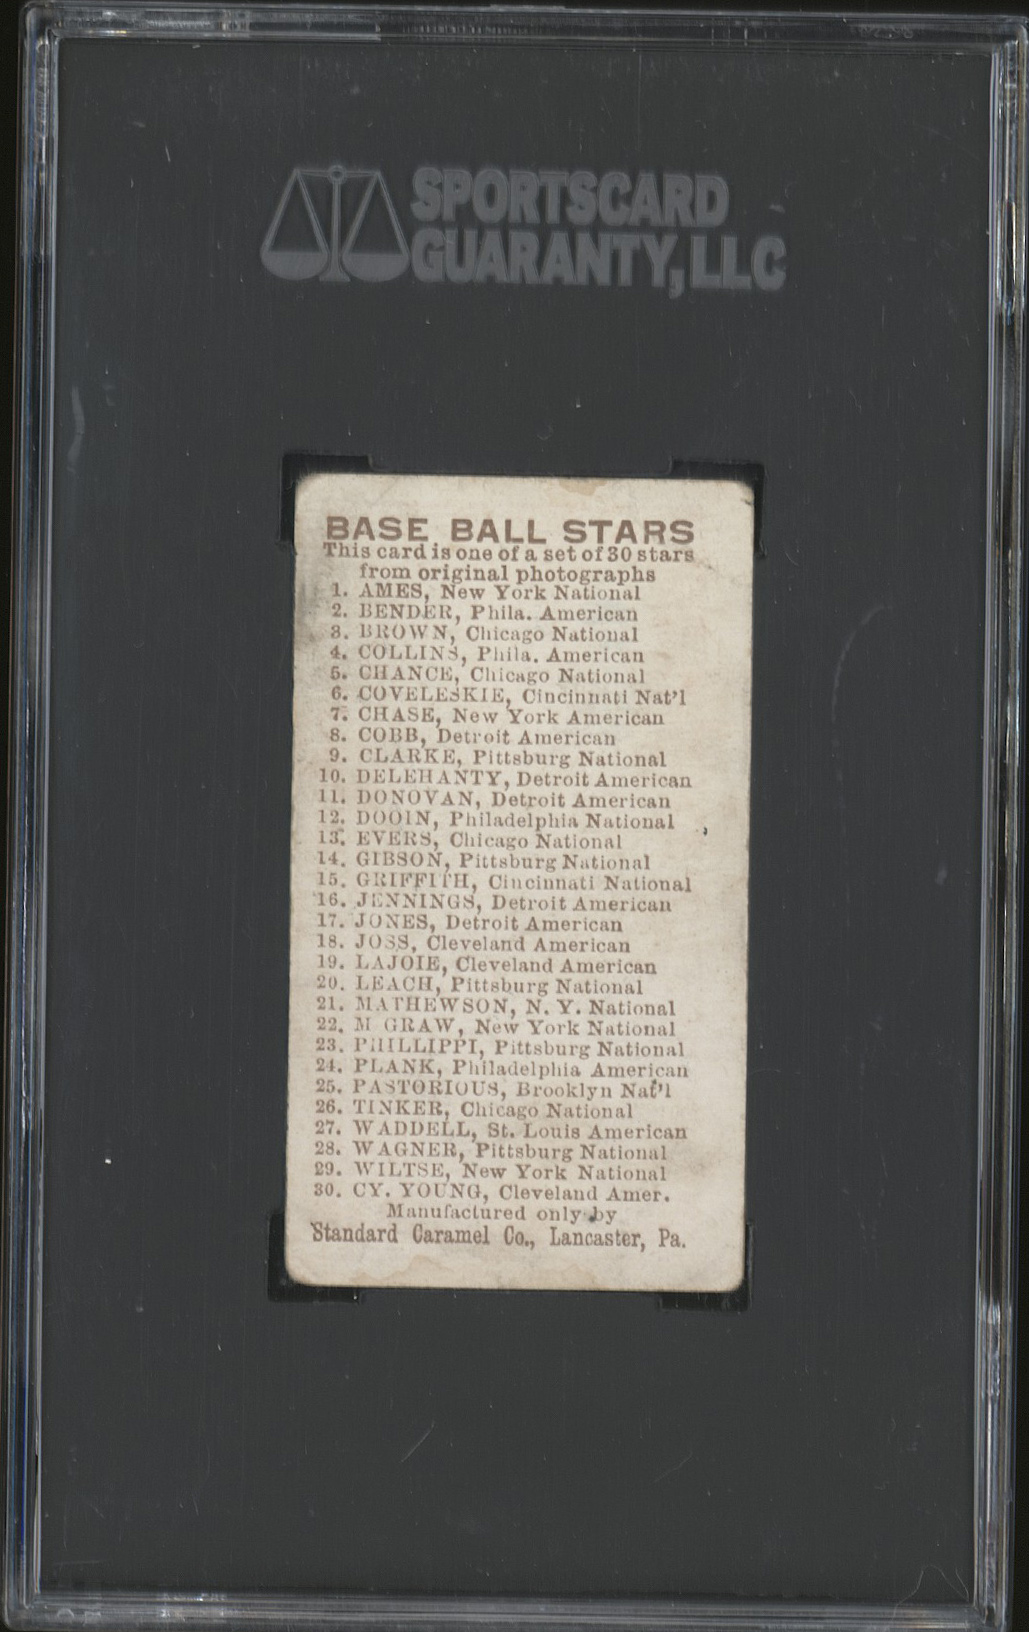 SPORTSCARD
GUARANTY, LLC
BASE BALL STARS
This card is one of a set of 30 stars
from original photographs
1. AMES, New York National
2. BENDER, Phila. American
3. BROWN, Chicago National
4. COLLINS, Phila. American
5. CHANCE, Chicago National
6. COVELESKIE, Cincinnati Nat'l
7. CHASE, New York American
8. COBB, Detroit American
9. CLARKE, Pittsburg National
10. DELEHANTY, Detroit American
11. DONOVAN, Detroit American
12. DOOIN, Philadelphia National
13. EVERS, Chicago National
14. GIBSON, Pittsburg National
15. GRIFFITH, Cincinnati National
16. JENNINGS, Detroit American
17. JONES, Detroit American
18. JOSS, Cleveland American
19. LAJOIE, Cleveland American
20. LEACH, Pittsburg National
21. MATHEWSON, N. Y. National
22. M GRAW, New York National
23. PHILLIPPI, Pittsburg National
24. PLANK, Philadelphia American
25. PASTORIOUS, Brooklyn Nat'l
26. TINKER, Chicago National
27. WADDELL, St. Louis American
28. WAGNER, Pittsburg National
29. WILTSE, New York National
30. CY. YOUNG, Cleveland Amer.
Manufactured only by
Standard Caramel Co., Lancaster, Pa.